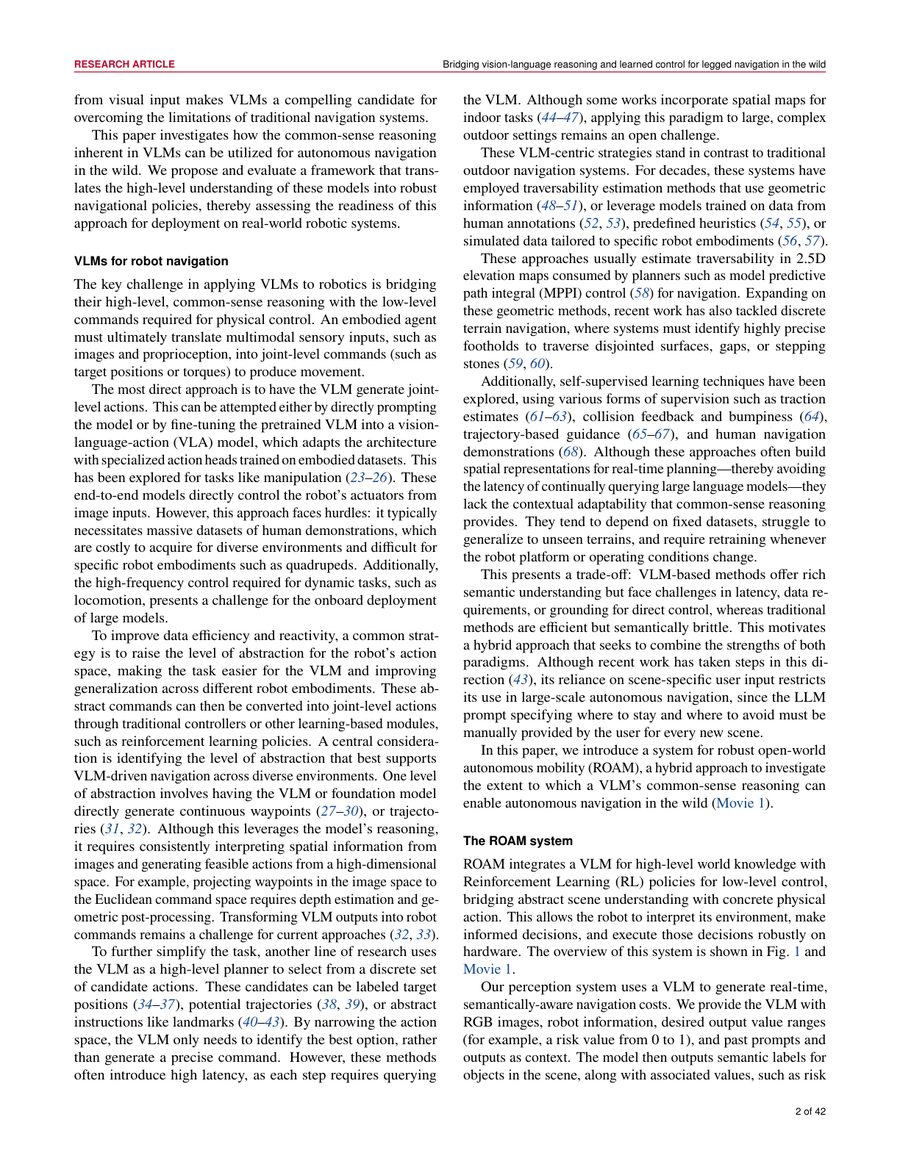 RESEARCH ARTICLE
Bridging vision-language reasoning and learned control for legged navigation in the wild
from visual input makes VLMs a compelling candidate for
overcoming the limitations of traditional navigation systems.
This paper investigates how the common-sense reasoning
inherent in VLMs can be utilized for autonomous navigation
in the wild. We propose and evaluate a framework that trans-
lates the high-level understanding of these models into robust
navigational policies, thereby assessing the readiness of this
approach for deployment on real-world robotic systems.
VLMs for robot navigation
The key challenge in applying VLMs to robotics is bridging
their high-level, common-sense reasoning with the low-level
commands required for physical control. An embodied agent
must ultimately translate multimodal sensory inputs, such as
images and proprioception, into joint-level commands (such as
target positions or torques) to produce movement.
The most direct approach is to have the VLM generate joint-
level actions. This can be attempted either by directly prompting
the model or by fine-tuning the pretrained VLM into a vision-
language-action (VLA) model, which adapts the architecture
with specialized action heads trained on embodied datasets. This
has been explored for tasks like manipulation (23–26). These
end-to-end models directly control the robot's actuators from
image inputs. However, this approach faces hurdles: it typically
necessitates massive datasets of human demonstrations, which
are costly to acquire for diverse environments and difficult for
specific robot embodiments such as quadrupeds. Additionally,
the high-frequency control required for dynamic tasks, such as
locomotion, presents a challenge for the onboard deployment
of large models.
To improve data efficiency and reactivity, a common strat-
egy is to raise the level of abstraction for the robot's action
space, making the task easier for the VLM and improving
generalization across different robot embodiments. These ab-
stract commands can then be converted into joint-level actions
through traditional controllers or other learning-based modules,
such as reinforcement learning policies. A central considera-
tion is identifying the level of abstraction that best supports
VLM-driven navigation across diverse environments. One level
of abstraction involves having the VLM or foundation model
directly generate continuous waypoints (27–30), or trajecto-
ries (31, 32). Although this leverages the model's reasoning,
it requires consistently interpreting spatial information from
images and generating feasible actions from a high-dimensional
space. For example, projecting waypoints in the image space to
the Euclidean command space requires depth estimation and ge-
ometric post-processing. Transforming VLM outputs into robot
commands remains a challenge for current approaches (32, 33).
To further simplify the task, another line of research uses
the VLM as a high-level planner to select from a discrete set
of candidate actions. These candidates can be labeled target
positions (34–37), potential trajectories (38, 39), or abstract
instructions like landmarks (40–43). By narrowing the action
space, the VLM only needs to identify the best option, rather
than generate a precise command. However, these methods
often introduce high latency, as each step requires querying
the VLM. Although some works incorporate spatial maps for
indoor tasks (44–47), applying this paradigm to large, complex
outdoor settings remains an open challenge.
These VLM-centric strategies stand in contrast to traditional
outdoor navigation systems. For decades, these systems have
employed traversability estimation methods that use geometric
information (48–51), or leverage models trained on data from
human annotations (52, 53), predefined heuristics (54, 55), or
simulated data tailored to specific robot embodiments (56, 57).
These approaches usually estimate traversability in 2.5D
elevation maps consumed by planners such as model predictive
path integral (MPPI) control (58) for navigation. Expanding on
these geometric methods, recent work has also tackled discrete
terrain navigation, where systems must identify highly precise
footholds to traverse disjointed surfaces, gaps, or stepping
stones (59, 60).
Additionally, self-supervised learning techniques have been
explored, using various forms of supervision such as traction
estimates (61–63), collision feedback and bumpiness (64),
trajectory-based guidance (65–67), and human navigation
demonstrations (68). Although these approaches often build
spatial representations for real-time planning—thereby avoiding
the latency of continually querying large language models—they
lack the contextual adaptability that common-sense reasoning
provides. They tend to depend on fixed datasets, struggle to
generalize to unseen terrains, and require retraining whenever
the robot platform or operating conditions change.
This presents a trade-off: VLM-based methods offer rich
semantic understanding but face challenges in latency, data re-
quirements, or grounding for direct control, whereas traditional
methods are efficient but semantically brittle. This motivates
a hybrid approach that seeks to combine the strengths of both
paradigms. Although recent work has taken steps in this di-
rection (43), its reliance on scene-specific user input restricts
its use in large-scale autonomous navigation, since the LLM
prompt specifying where to stay and where to avoid must be
manually provided by the user for every new scene.
In this paper, we introduce a system for robust open-world
autonomous mobility (ROAM), a hybrid approach to investigate
the extent to which a VLM's common-sense reasoning can
enable autonomous navigation in the wild (Movie 1).
The ROAM system
ROAM integrates a VLM for high-level world knowledge with
Reinforcement Learning (RL) policies for low-level control,
bridging abstract scene understanding with concrete physical
action. This allows the robot to interpret its environment, make
informed decisions, and execute those decisions robustly on
hardware. The overview of this system is shown in Fig. 1 and
Movie 1.
Our perception system uses a VLM to generate real-time,
semantically-aware navigation costs. We provide the VLM with
RGB images, robot information, desired output value ranges
(for example, a risk value from 0 to 1), and past prompts and
outputs as context. The model then outputs semantic labels for
objects in the scene, along with associated values, such as risk
2 of 42